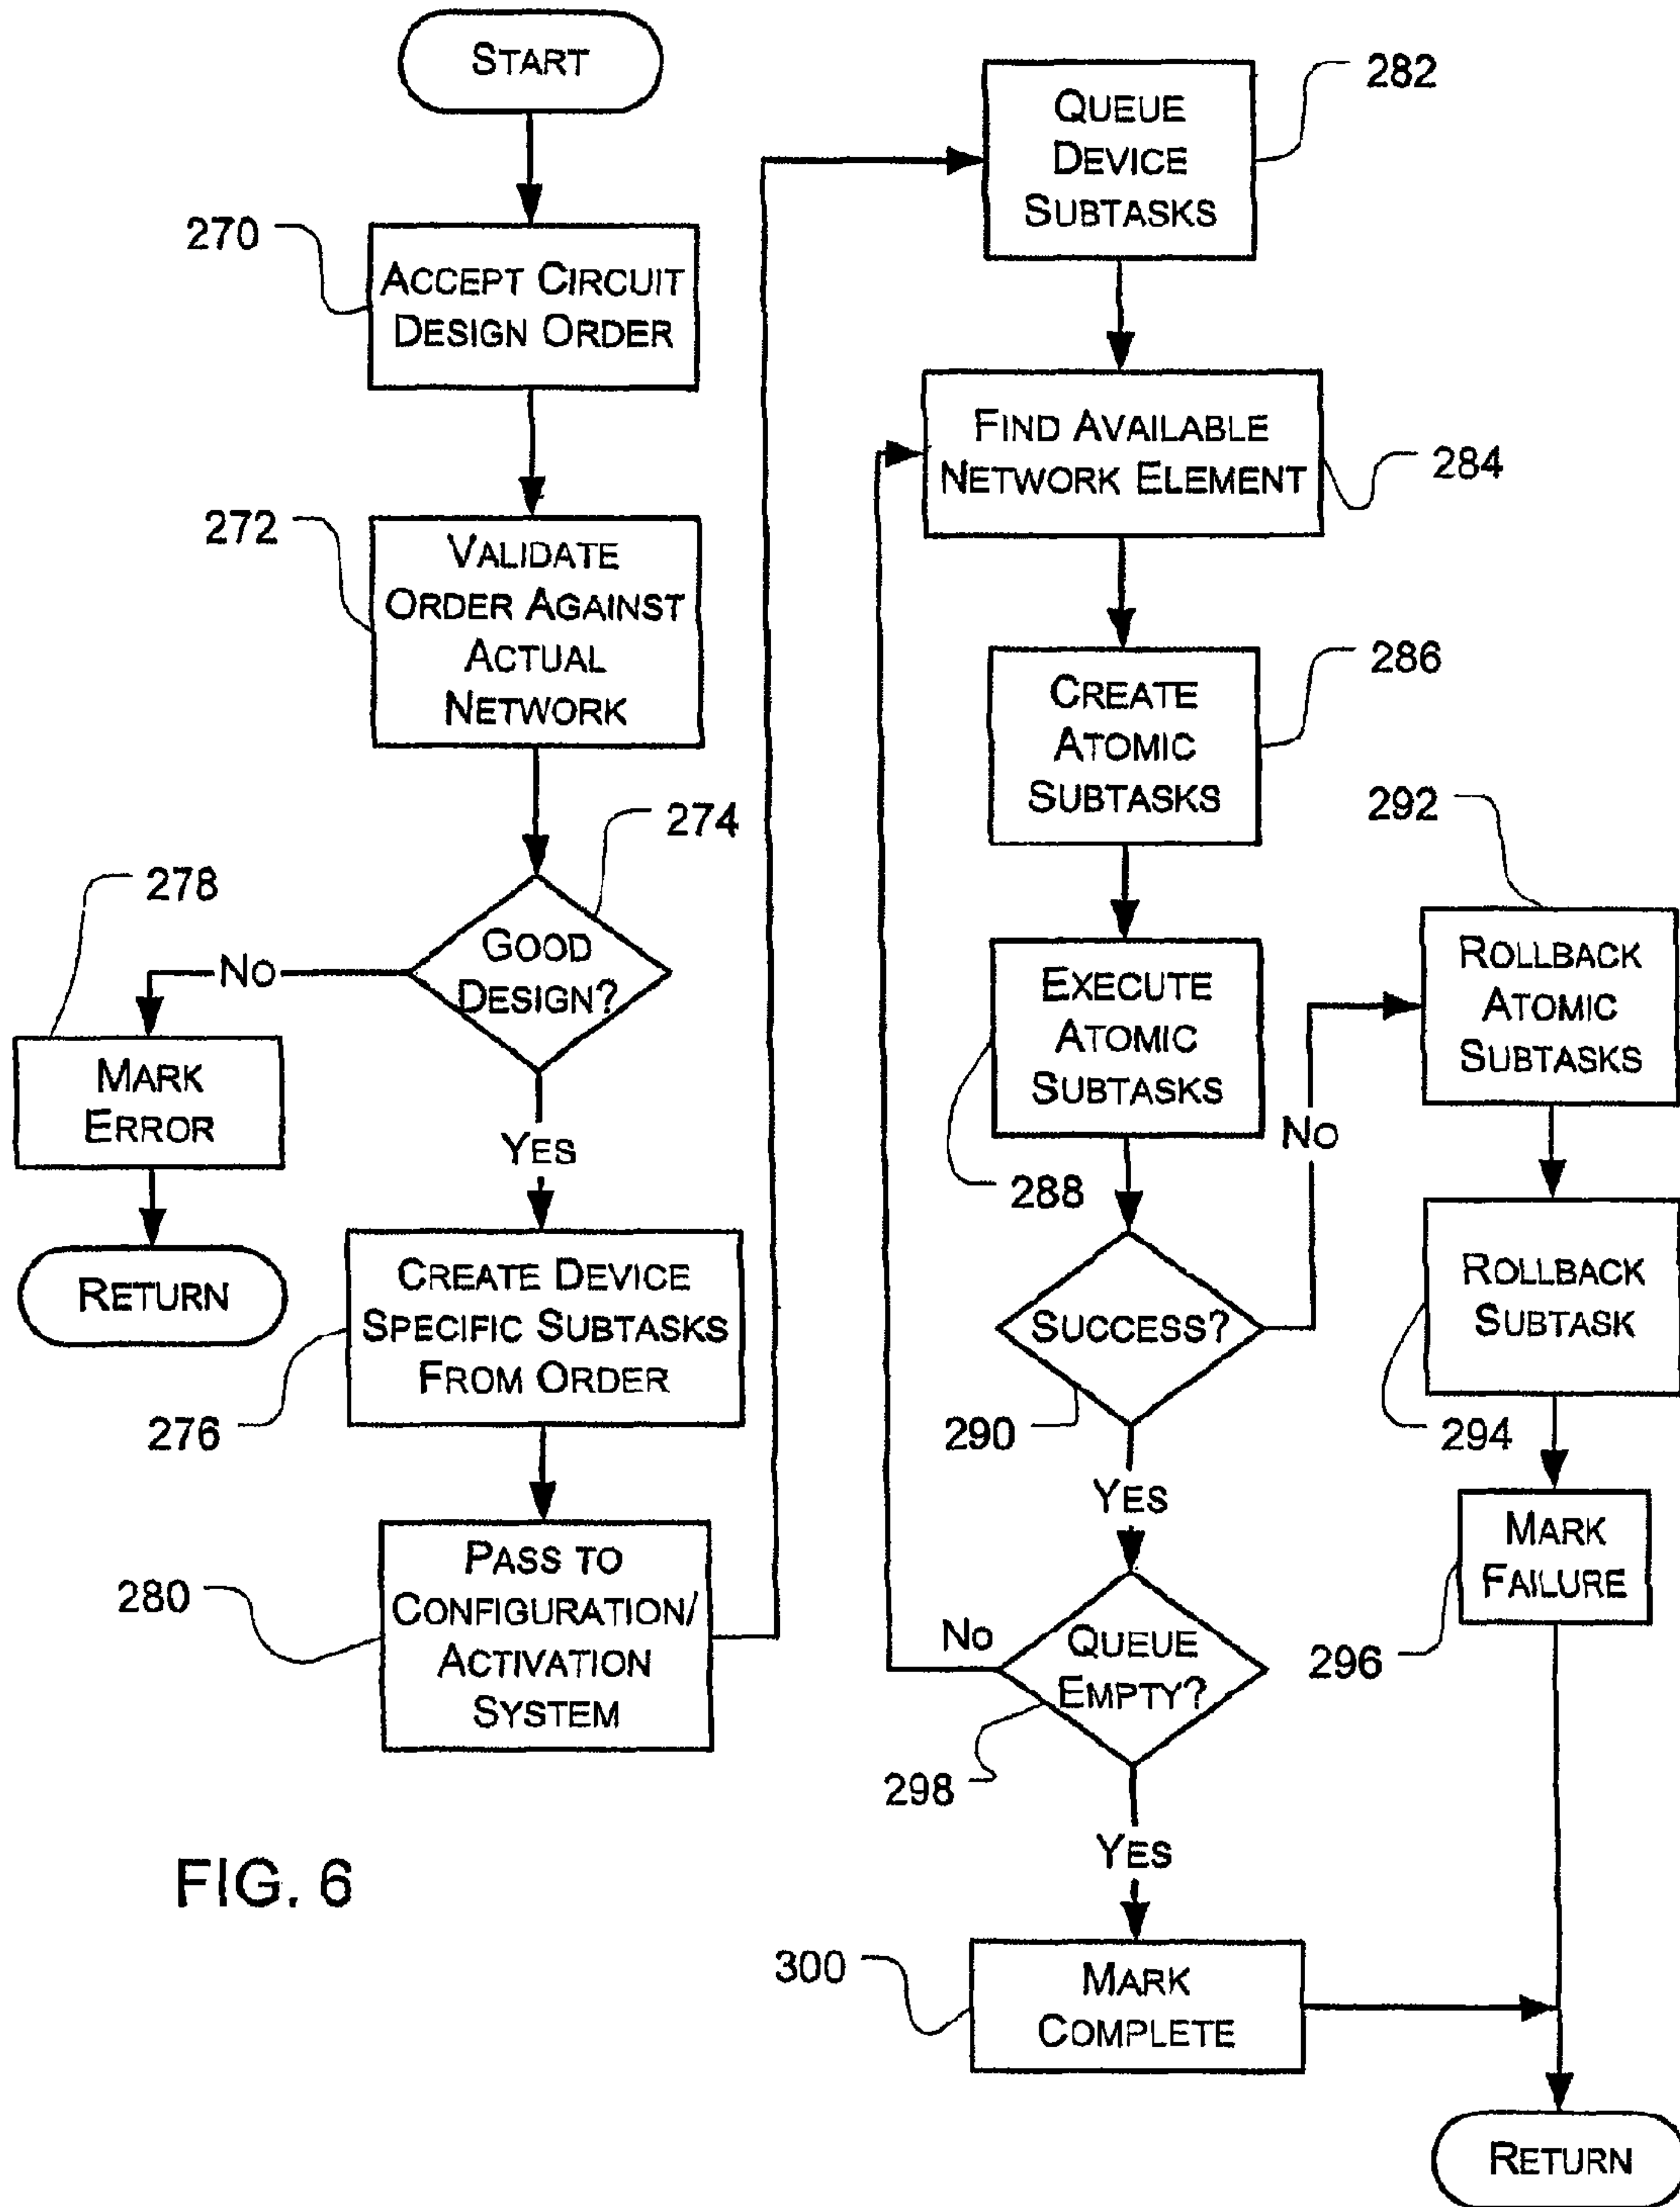 START
270
ACCEPT CIRCUIT
DESIGN ORDER
272
VALIDATE
ORDER AGAINST
ACTUAL
NETWORK
274
GOOD
DESIGN?
NO
278
MARK
ERROR
RETURN
YES
CREATE DEVICE
SPECIFIC SUBTASKS
FROM ORDER
276
PASS TO
CONFIGURATION/
ACTIVATION
SYSTEM
280
QUEUE
DEVICE
SUBTASKS
282
FIND AVAILABLE
NETWORK ELEMENT
284
CREATE
ATOMIC
SUBTASKS
286
EXECUTE
ATOMIC
SUBTASKS
288
SUCCESS?
290
NO
292
ROLLBACK
ATOMIC
SUBTASKS
ROLLBACK
SUBTASK
294
MARK
FAILURE
296
YES
QUEUE
EMPTY?
NO
298
YES
300
MARK
COMPLETE
RETURN
FIG. 6